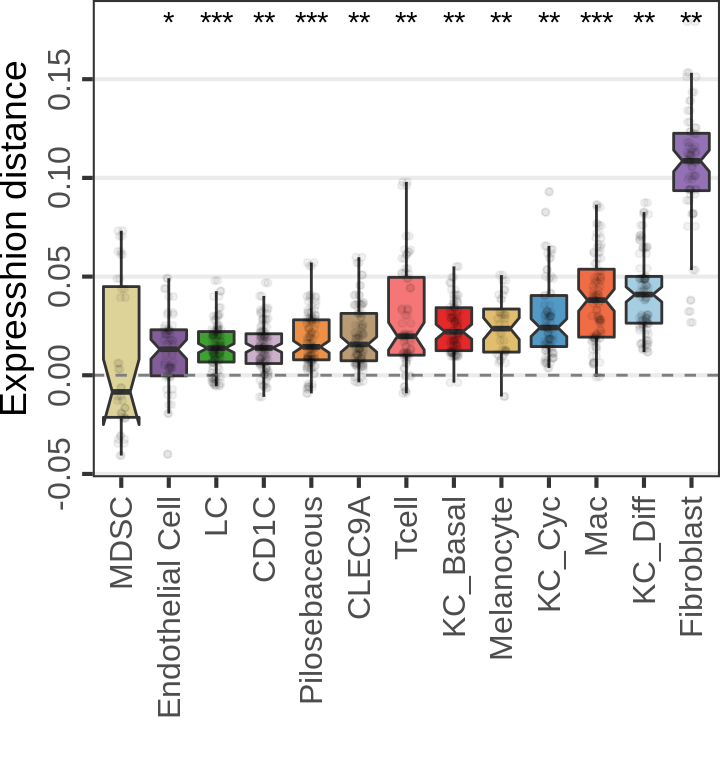 * *** ** *** ** ** ** ** ** *** ** **
Expression distance
0.15
0.10
0.05
0.00
-0.05
MDSC
Endothelial Cell
LC
CD1C
Pilosebaceous
CLEC9A
Tcell
KC_Basal
Melanocyte
KC_Cyc
Mac
KC_Diff
Fibroblast